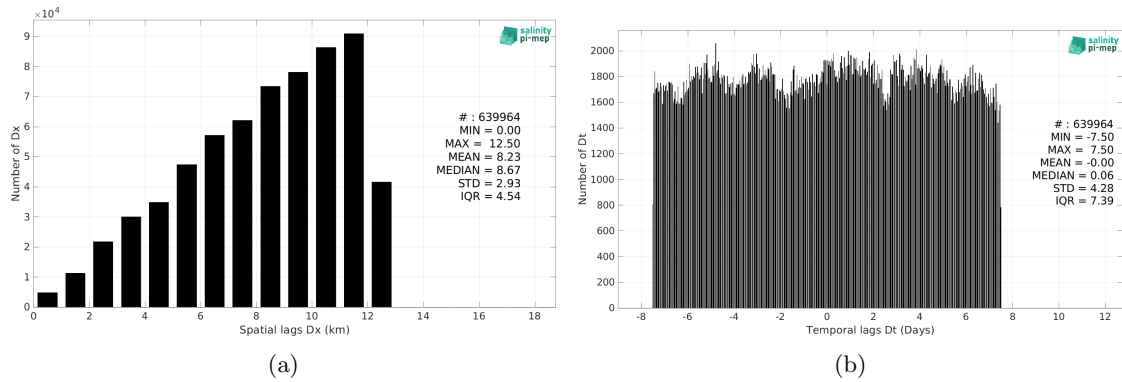 ×10⁴
9
8
7
6
5
4
3
2
1
0
Number of Dx
0 2 4 6 8 10 12 14 16 18
Spatial lags Dx (km)
salinity
pi-mep
# : 639964
MIN = 0.00
MAX = 12.50
MEAN = 8.23
MEDIAN = 8.67
STD = 2.93
IQR = 4.54
(a)
2000
1800
1600
1400
1200
1000
800
600
400
200
0
Number of Dt
-8 -6 -4 -2 0 2 4 6 8 10 12
Temporal lags Dt (Days)
salinity
pi-mep
# : 639964
MIN = -7.50
MAX = 7.50
MEAN = -0.00
MEDIAN = 0.06
STD = 4.28
IQR = 7.39
(b)